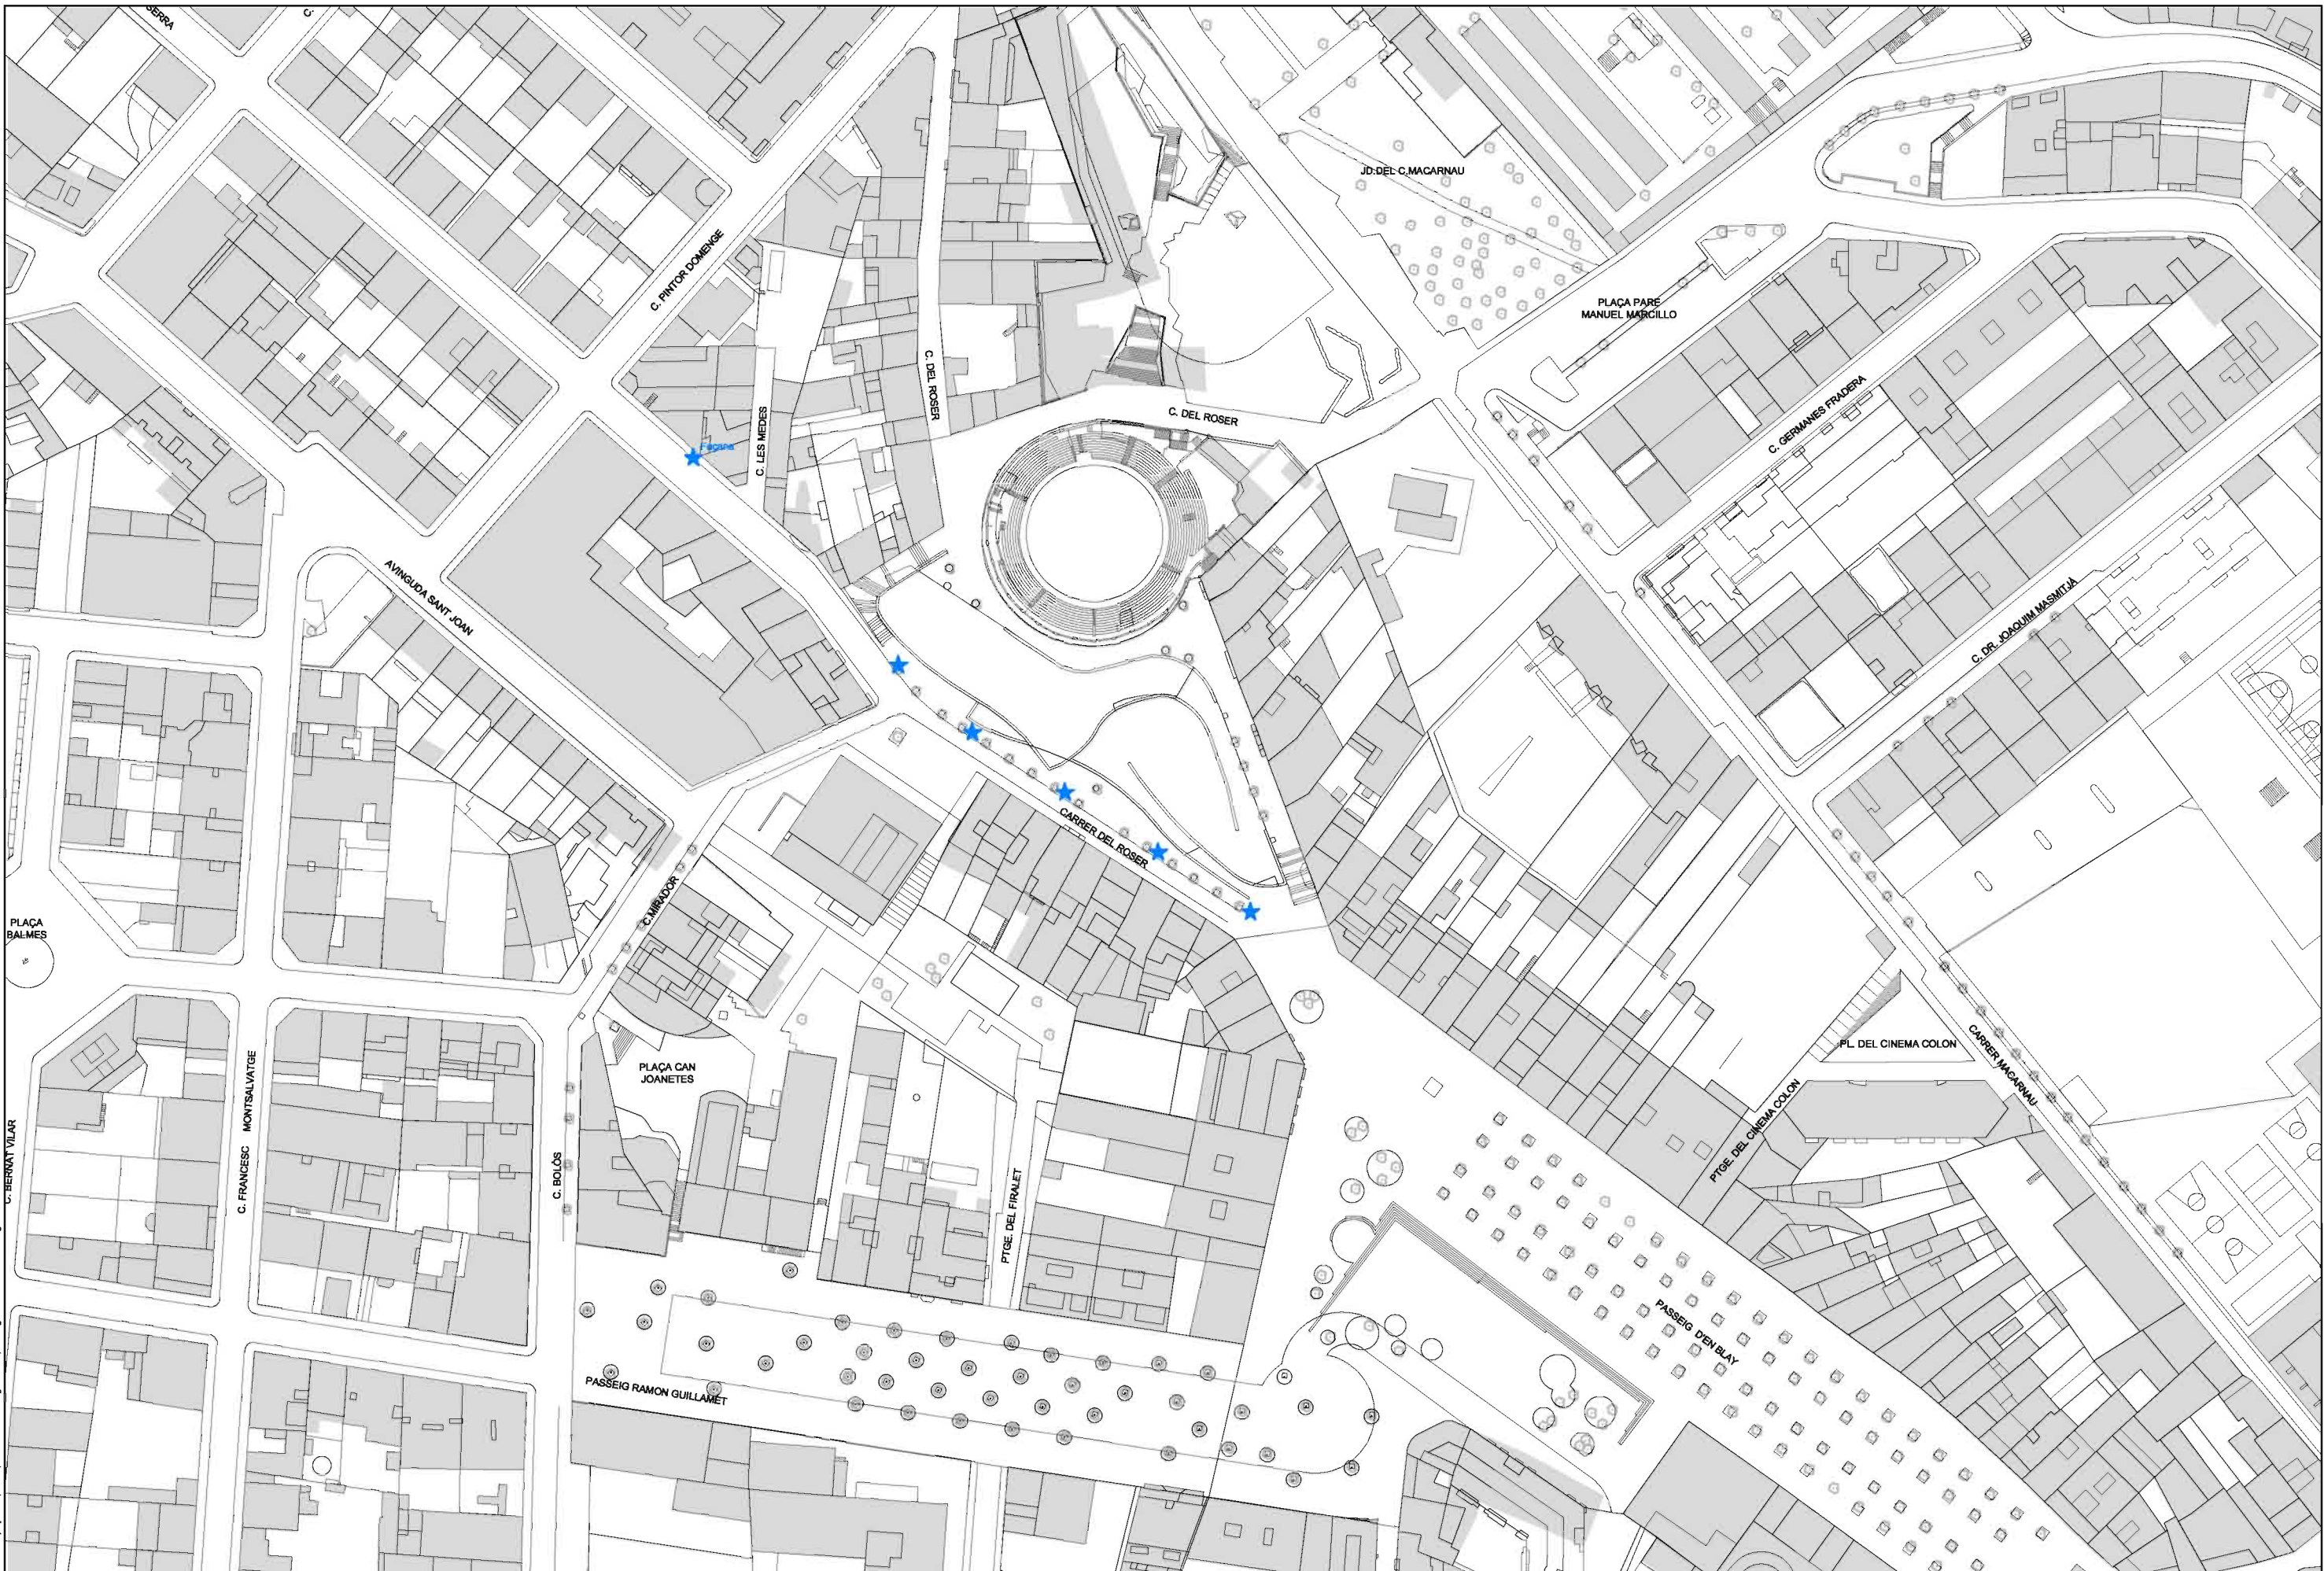 SERRA
C.
C. PINTOR DOMENGE
JD.DEL C.MACARNAU
PLAÇA PARE
MANUEL MARCILLO
C. DEL ROSER
C. DEL ROSER
C. LES MEDES
Façana
C. GERMANES FRADERA
AVINGUDA SANT JOAN
C. DR. JOAQUIM MASMITJÀ
CARRER DEL ROSER
C.MIRADOR
PLAÇA
BALMES
PLAÇA CAN
JOANETES
PL. DEL CINEMA COLON
CARRER MACARNAU
PTGE. DEL CINEMA COLON
C. BERNAT VILAR
C. FRANCESC MONTSALVATGE
C. BOLÒS
PTGE. DEL FIRALET
PASSEIG D'EN BLAY
PASSEIG RAMON GUILLAMET